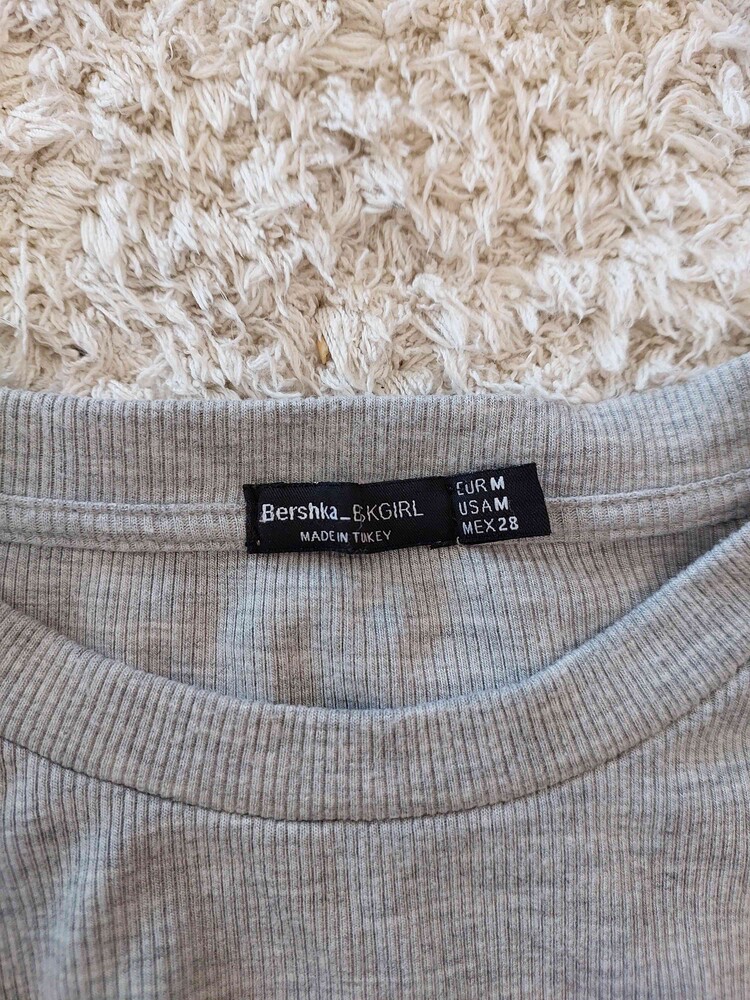 Bershka_BKGIRL
MADE IN TUKEY
EUR M
USA M
MEX 28